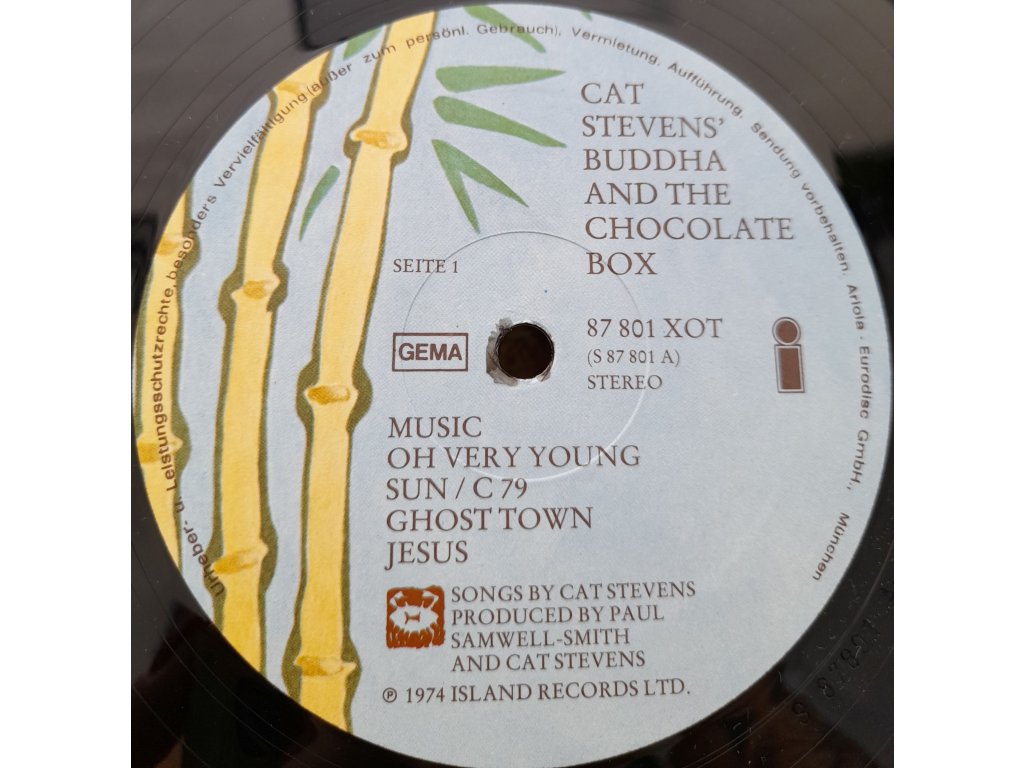 Urheber- u. Leistungsschutzrechte, besonders Vervielfältigung (außer zum persönl. Gebrauch), Vermietung, Aufführung, Sendung vorbehalten. Ariola - Eurodisc GmbH., München
CAT
STEVENS'
BUDDHA
AND THE
CHOCOLATE
BOX
SEITE 1
GEMA
87 801 XOT
(S 87 801 A)
STEREO
i
MUSIC
OH VERY YOUNG
SUN / C 79
GHOST TOWN
JESUS
SONGS BY CAT STEVENS
PRODUCED BY PAUL
SAMWELL-SMITH
AND CAT STEVENS
℗ 1974 ISLAND RECORDS LTD.